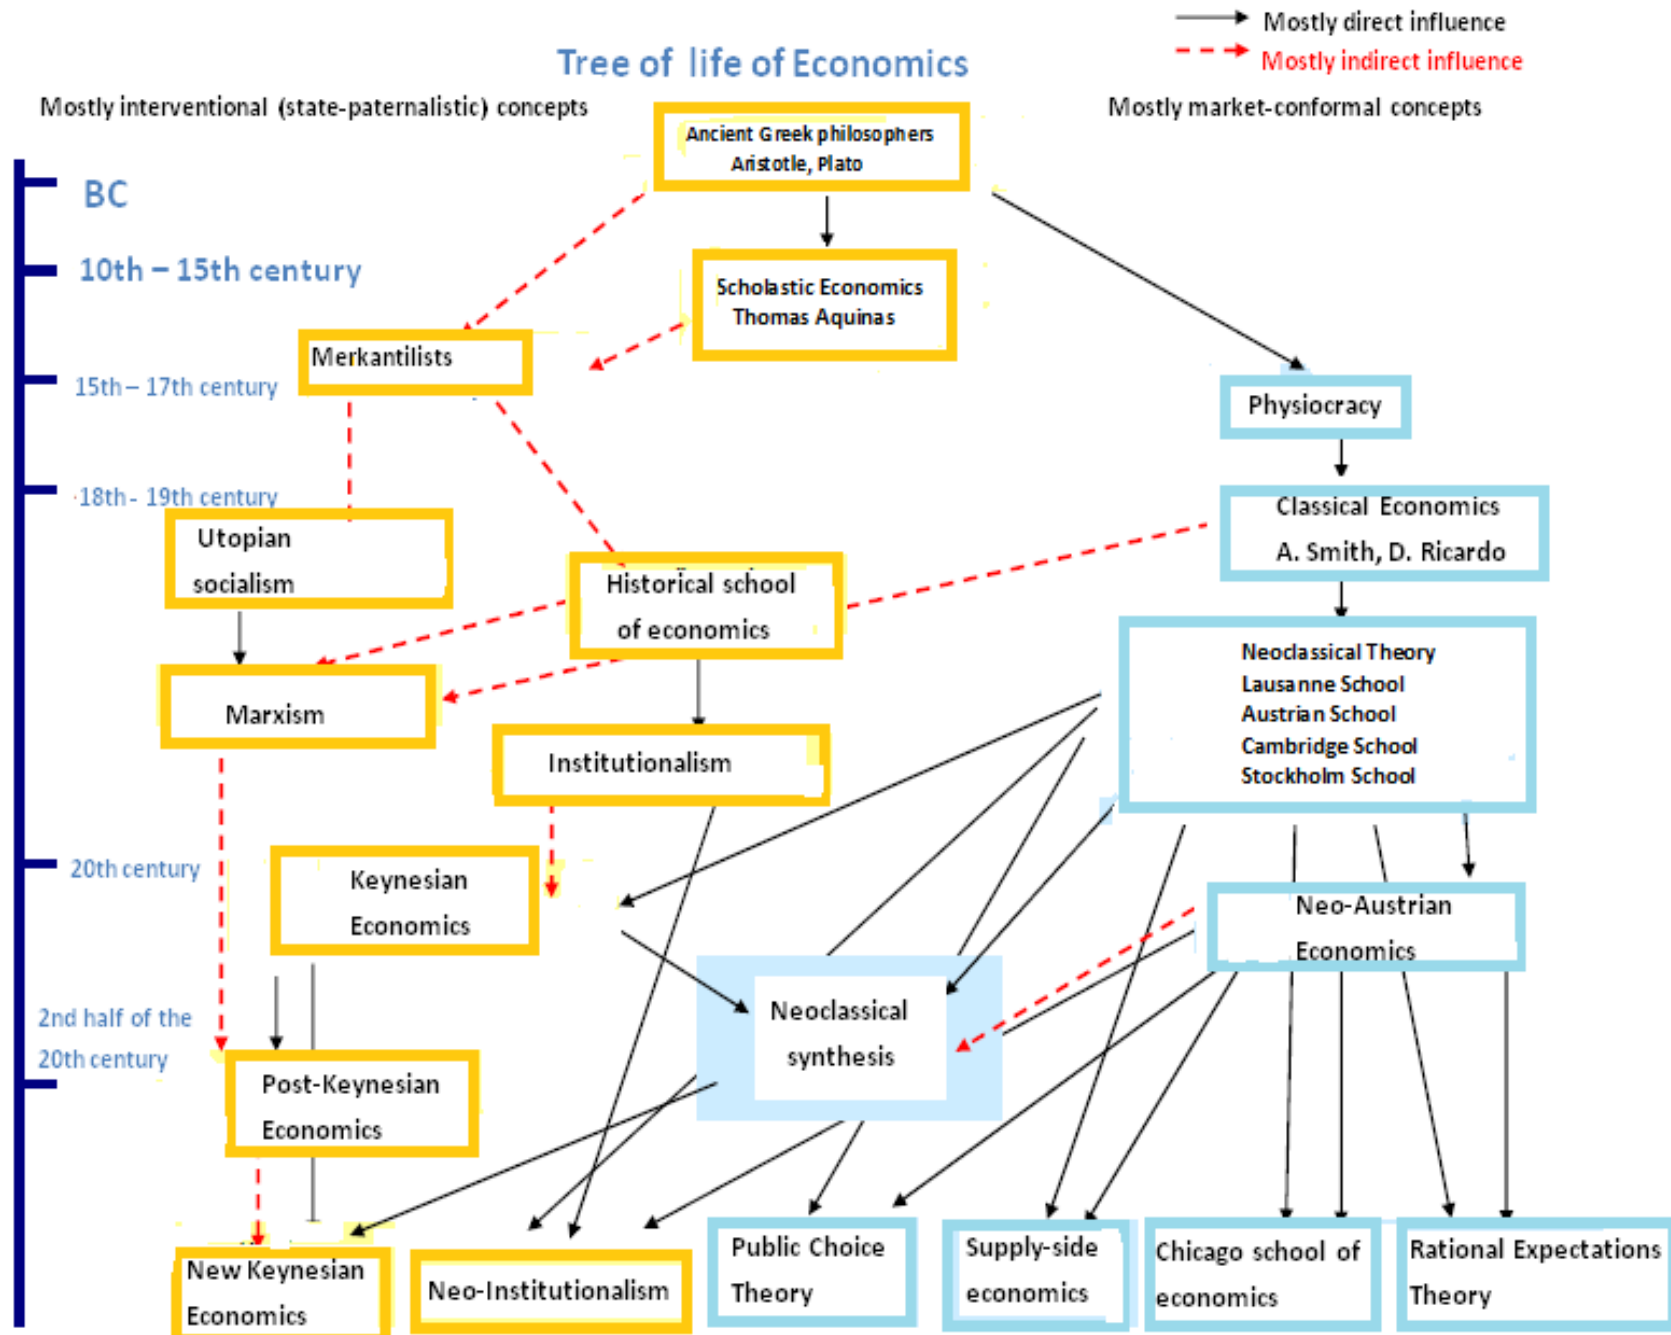 Mostly direct influence
Mostly indirect influence
Tree of life of Economics
Mostly interventional (state-paternalistic) concepts
Mostly market-conformal concepts
Ancient Greek philosophers
Aristotle, Plato
BC
10th – 15th century
Scholastic Economics
Thomas Aquinas
Merkantilists
15th – 17th century
Physiocracy
18th - 19th century
Classical Economics
A. Smith, D. Ricardo
Utopian
socialism
Historical school
of economics
Neoclassical Theory
Lausanne School
Austrian School
Cambridge School
Stockholm School
Marxism
Institutionalism
20th century
Keynesian
Economics
Neo-Austrian
Economics
Neoclassical
synthesis
2nd half of the
20th century
Post-Keynesian
Economics
New Keynesian
Economics
Neo-Institutionalism
Public Choice
Theory
Supply-side
economics
Chicago school of
economics
Rational Expectations
Theory